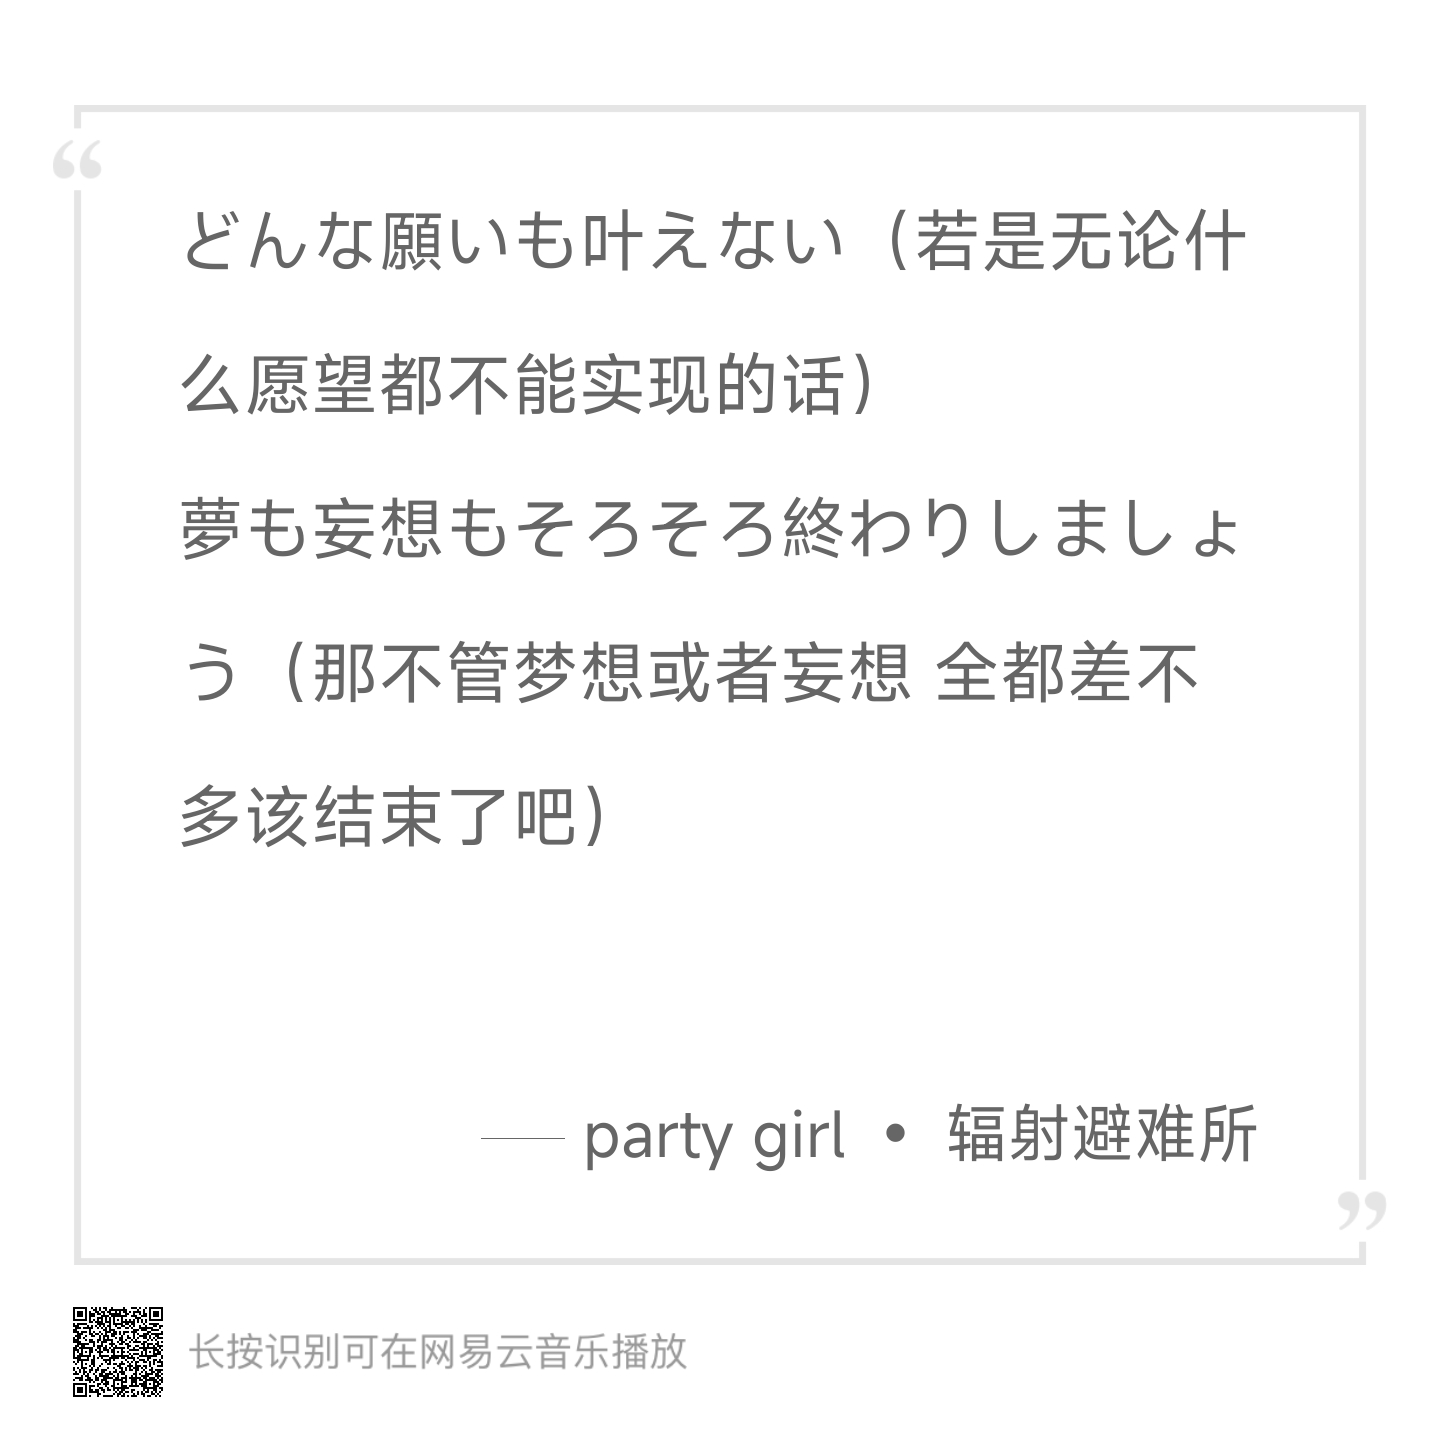 “
どんな願いも叶えない（若是无论什
么愿望都不能实现的话）
夢も妄想もそろそろ終わりしましょ
う（那不管梦想或者妄想 全都差不
多该结束了吧）
—— party girl • 辐射避难所
”
长按识别可在网易云音乐播放